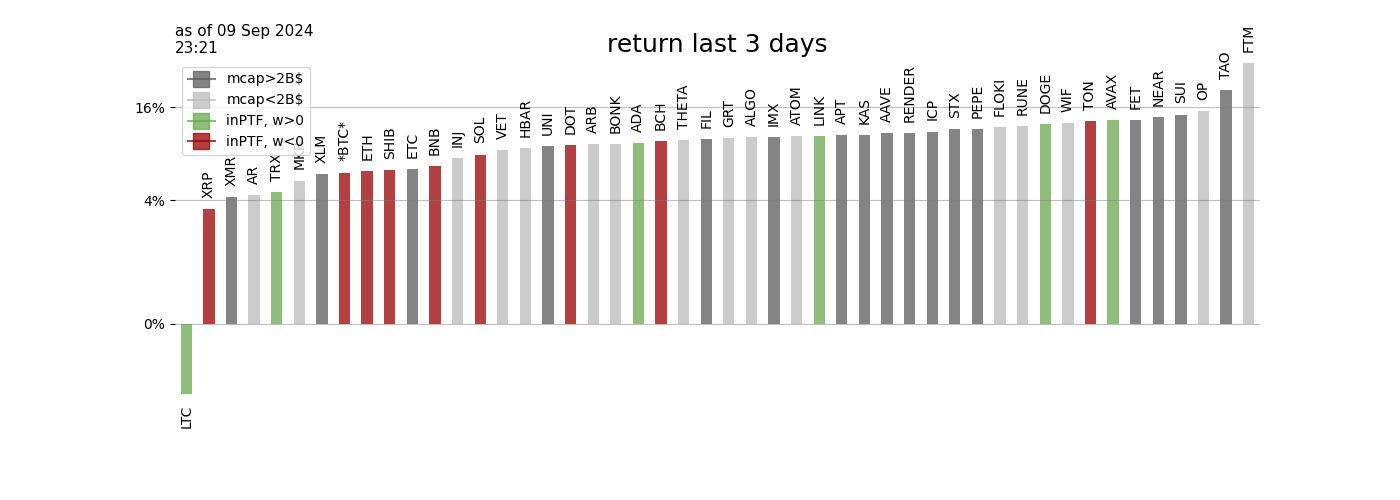 as of 09 Sep 2024
23:21
return last 3 days
mcap>2B$
mcap<2B$
inPTF, w>0
inPTF, w<0
16%
4%
0%
LTC
XRP
XMR
AR
TRX
MKR
XLM
*BTC*
ETH
SHIB
ETC
BNB
INJ
SOL
VET
HBAR
UNI
DOT
ARB
BONK
ADA
BCH
THETA
FIL
GRT
ALGO
IMX
ATOM
LINK
APT
KAS
AAVE
RENDER
ICP
STX
PEPE
FLOKI
RUNE
DOGE
WIF
TON
AVAX
FET
NEAR
SUI
OP
TAO
FTM